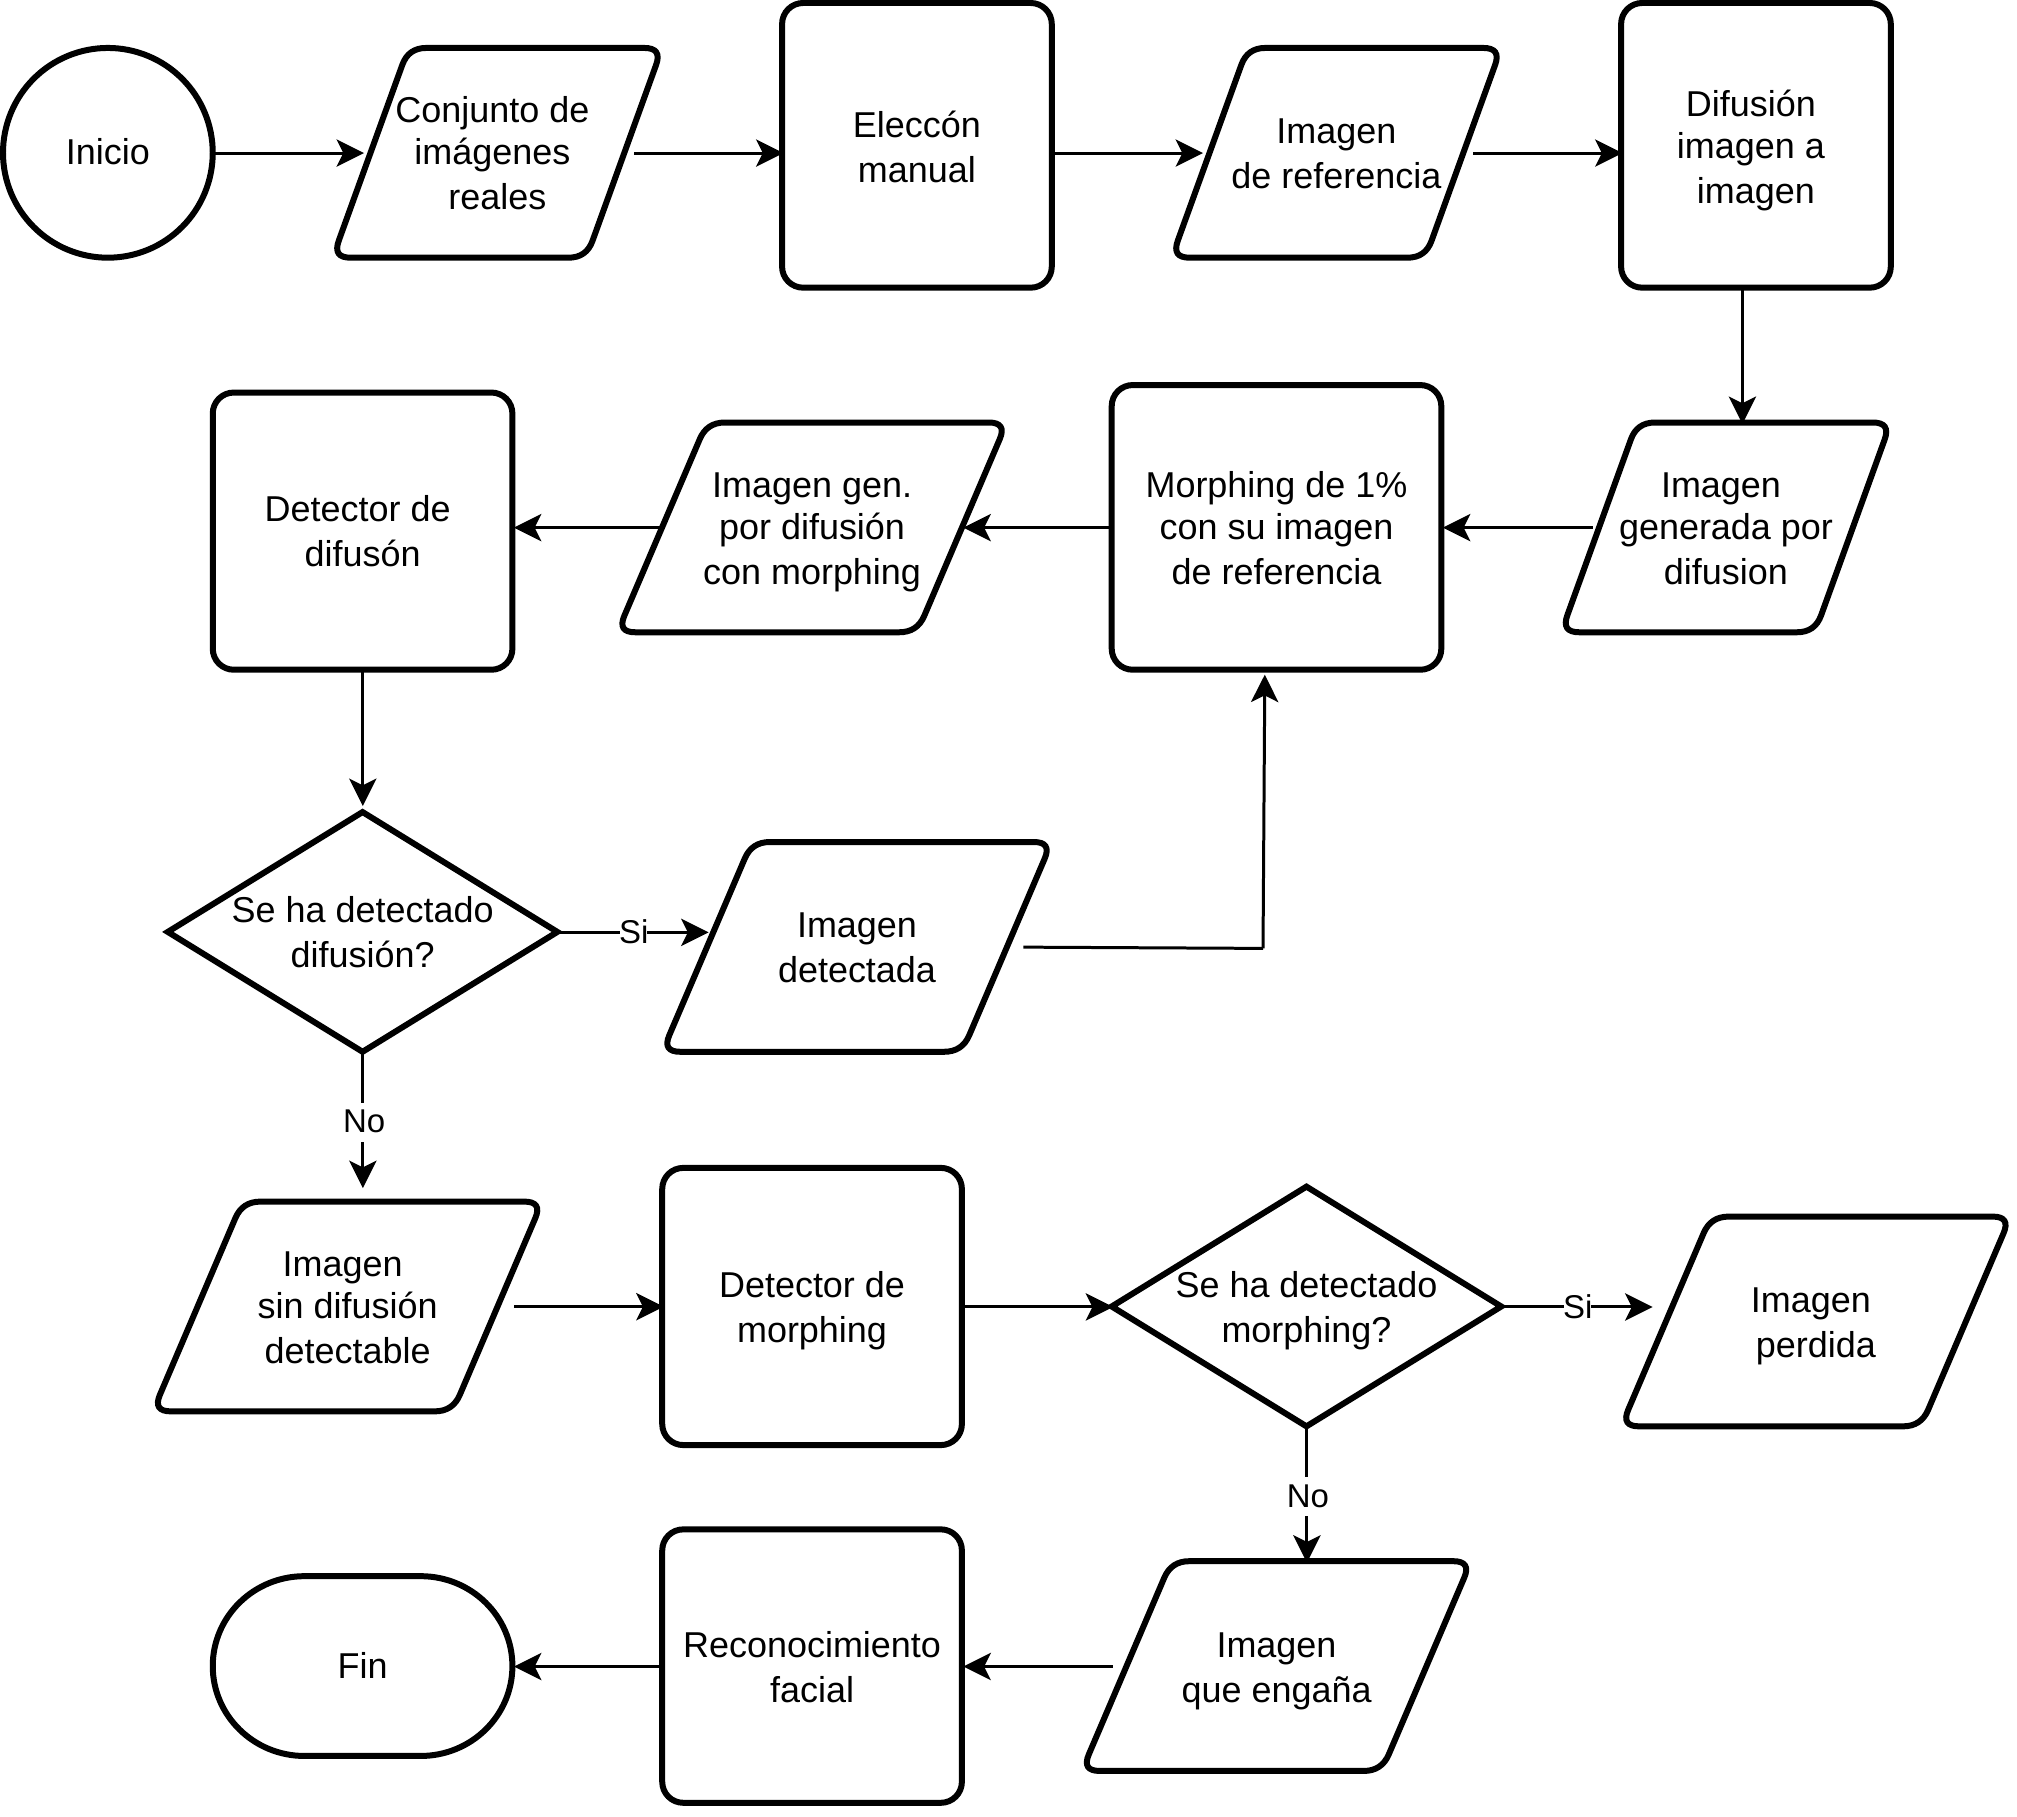 Inicio
Conjunto de
imágenes
reales
Eleccón
manual
Imagen
de referencia
Difusión
imagen a
imagen
Imagen
generada por
difusion
Morphing de 1%
con su imagen
de referencia
Imagen gen.
por difusión
con morphing
Detector de
difusón
Se ha detectado
difusión?
Si
Imagen
detectada
No
Imagen
sin difusión
detectable
Detector de
morphing
Se ha detectado
morphing?
Si
Imagen
perdida
No
Imagen
que engaña
Reconocimiento
facial
Fin